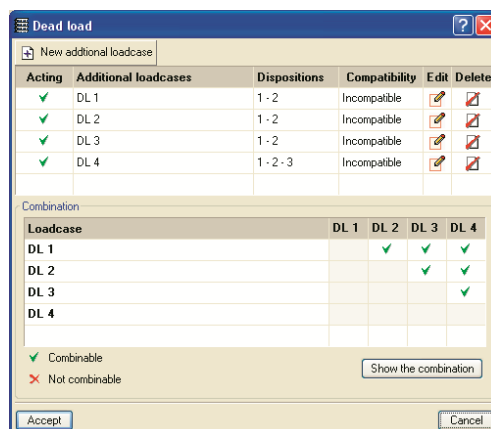 Dead load
New addtional loadcase
Acting Additional loadcases Dispositions Compatibility Edit Delete
DL 1 1 - 2 Incompatible
DL 2 1 - 2 Incompatible
DL 3 1 - 2 Incompatible
DL 4 1 - 2 - 3 Incompatible
Combination
Loadcase DL 1 DL 2 DL 3 DL 4
DL 1
DL 2
DL 3
DL 4
Combinable
Not combinable
Show the combination
Accept Cancel